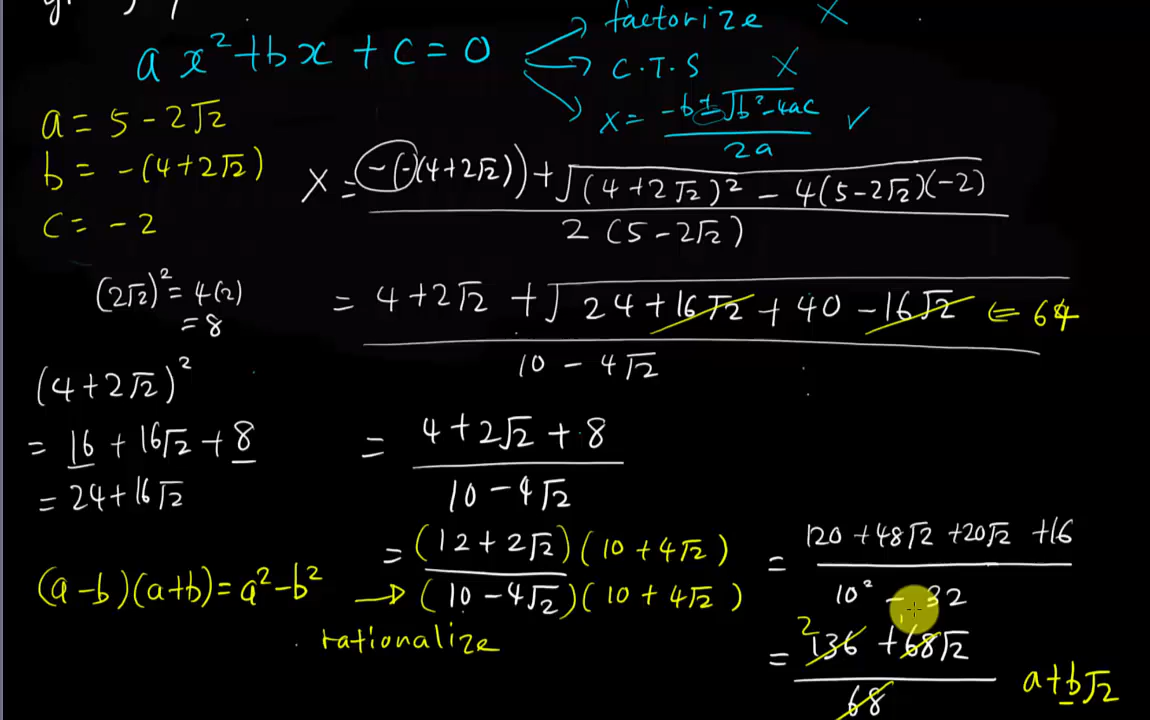 factorize X
ax²+bx+c=0
C.T.S X
x= -b±√(b²-4ac) / 2a ✓
a= 5-2√2
b= -(4+2√2)
c= -2
x= -(-(4+2√2))+√((4+2√2)²-4(5-2√2)(-2)) / 2(5-2√2)
(2√2)²=4(2)
=8
= 4+2√2+√(24+16√2+40-16√2) / 10-4√2 ⇐64
(4+2√2)²
= 16+16√2+8
= 24+16√2
= 4+2√2+8 / 10-4√2
= (12+2√2)(10+4√2) / (10-4√2)(10+4√2)
= 120+48√2+20√2+16 / 10²-32
(a-b)(a+b)=a²-b²
rationalize
= 136+68√2 / 68
2
a+b√2